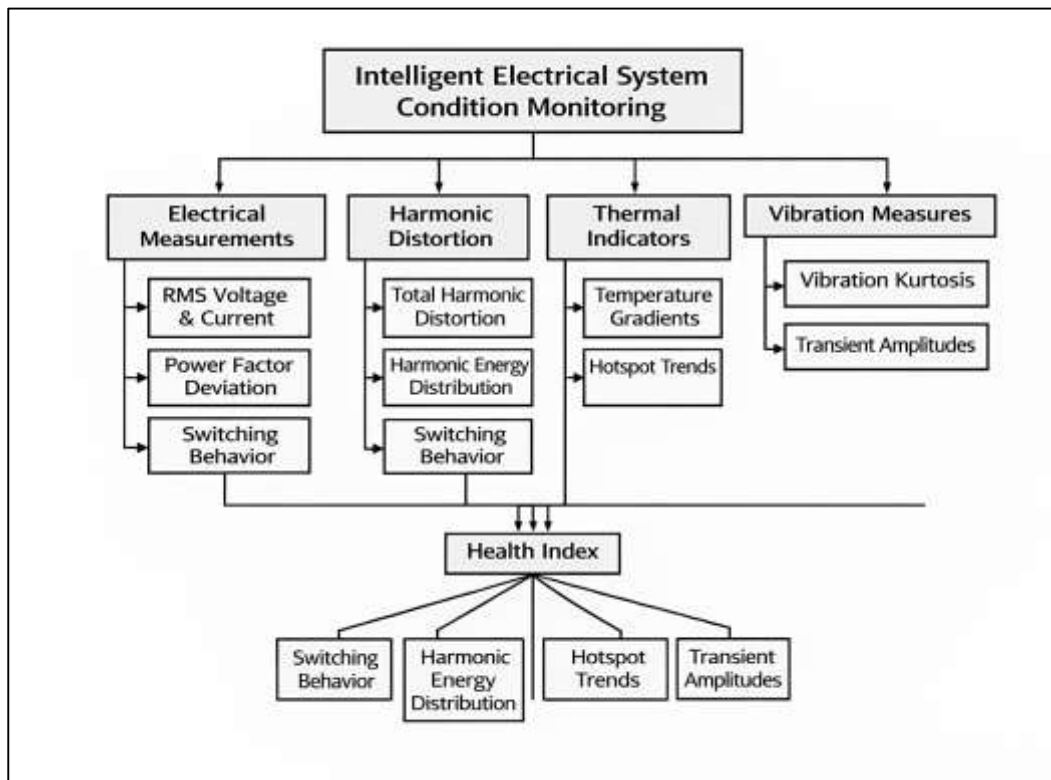 Intelligent Electrical System
Condition Monitoring
Electrical
Measurements
RMS Voltage
& Current
Power Factor
Deviation
Switching
Behavior
Harmonic
Distortion
Total Harmonic
Distortion
Harmonic Energy
Distribution
Switching
Behavior
Thermal
Indicators
Temperature
Gradients
Hotspot Trends
Vibration Measures
Vibration Kurtosis
Transient Amplitudes
Health Index
Switching
Behavior
Harmonic
Energy
Distribution
Hotspot
Trends
Transient
Amplitudes